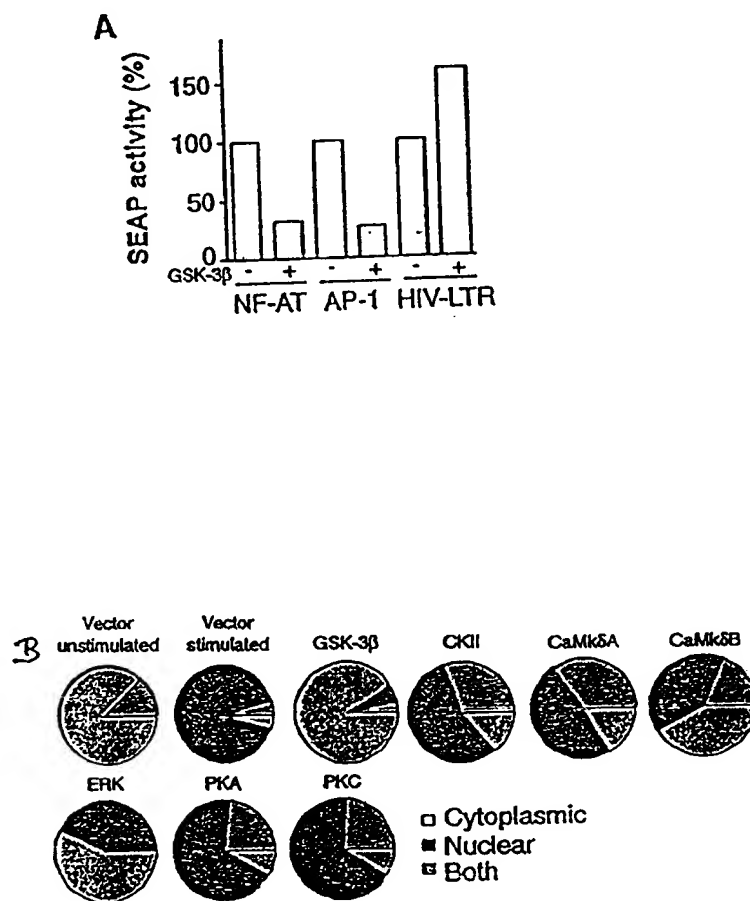 A
SEAP activity (%)
150
100
50
0
GSK-3β - + - + - +
NF-AT AP-1 HIV-LTR
B
Vector unstimulated
Vector stimulated
GSK-3β
CKII
CaMkδA
CaMkδB
ERK
PKA
PKC
Cytoplasmic
Nuclear
Both